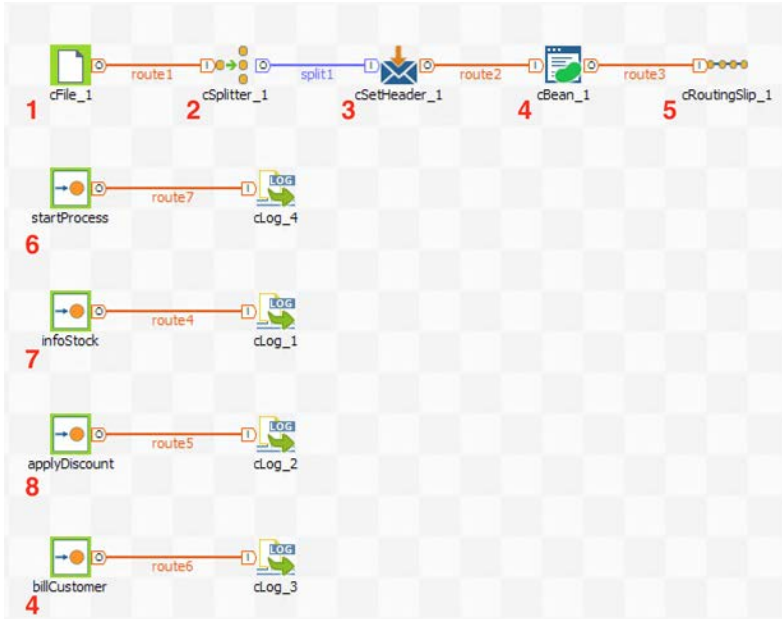 O route1 I O split1 I O route2 I O route3 I
cFile_1 cSplitter_1 cSetHeader_1 cBean_1 cRoutingSlip_1
1 2 3 4 5
O route7 I LOG
startProcess cLog_4
6
O route4 I LOG
infoStock cLog_1
7
O route5 I LOG
applyDiscount cLog_2
8
O route6 I LOG
billCustomer cLog_3
4